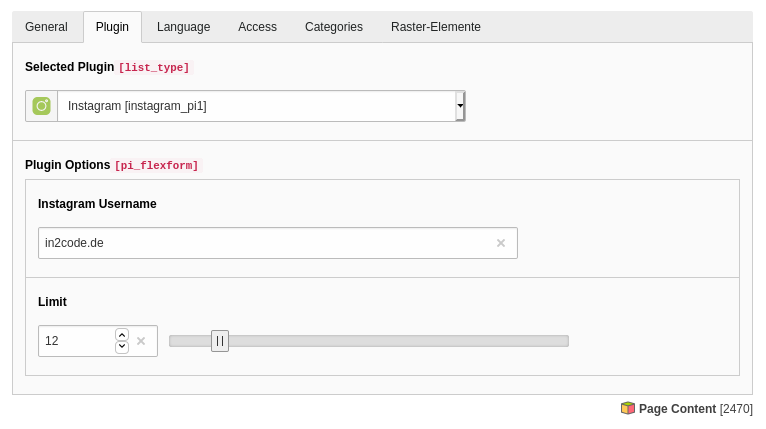 General Plugin Language Access Categories Raster-Elemente
Selected Plugin [list_type]
Instagram [instagram_pi1]
Plugin Options [pi_flexform]
Instagram Username
in2code.de
Limit
12
Page Content [2470]